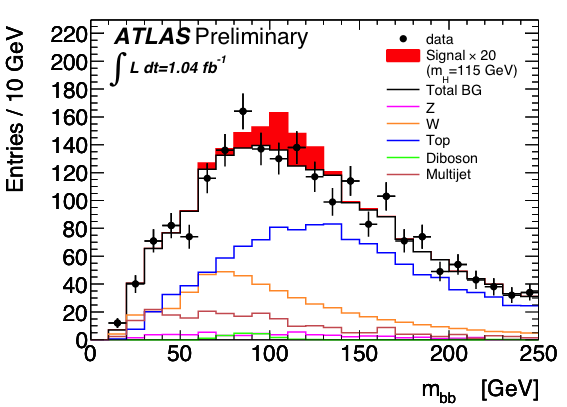 ATLAS Preliminary
∫ L dt=1.04 fb⁻¹
data
Signal × 20
(m_H=115 GeV)
Total BG
Z
W
Top
Diboson
Multijet
Entries / 10 GeV
220
200
180
160
140
120
100
80
60
40
20
0
0 50 100 150 200 250
m_bb [GeV]